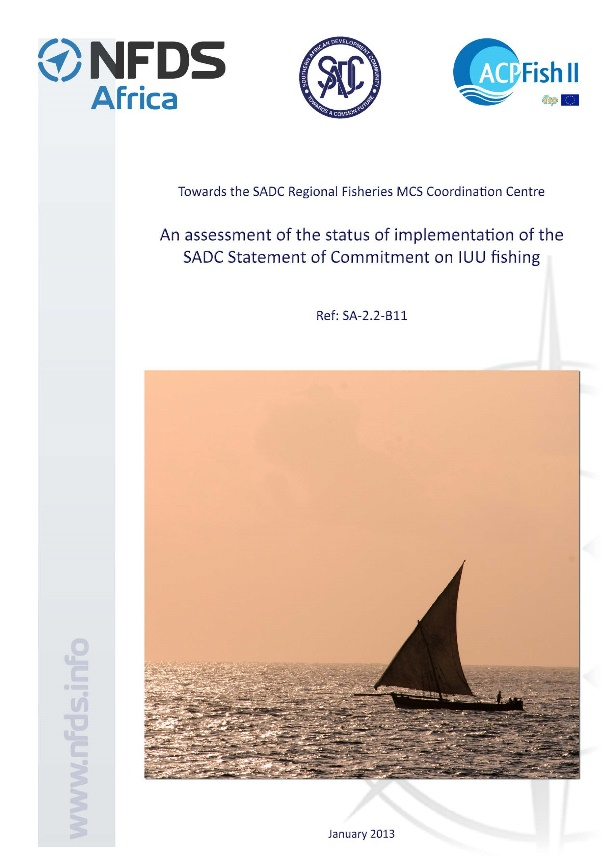 NFDS
Africa
SOUTHERN AFRICAN DEVELOPMENT COMMUNITY
SADC
TOWARDS A COMMON FUTURE
ACPFish II
Towards the SADC Regional Fisheries MCS Coordination Centre
An assessment of the status of implementation of the
SADC Statement of Commitment on IUU fishing
Ref: SA-2.2-B11
www.nfds.info
January 2013